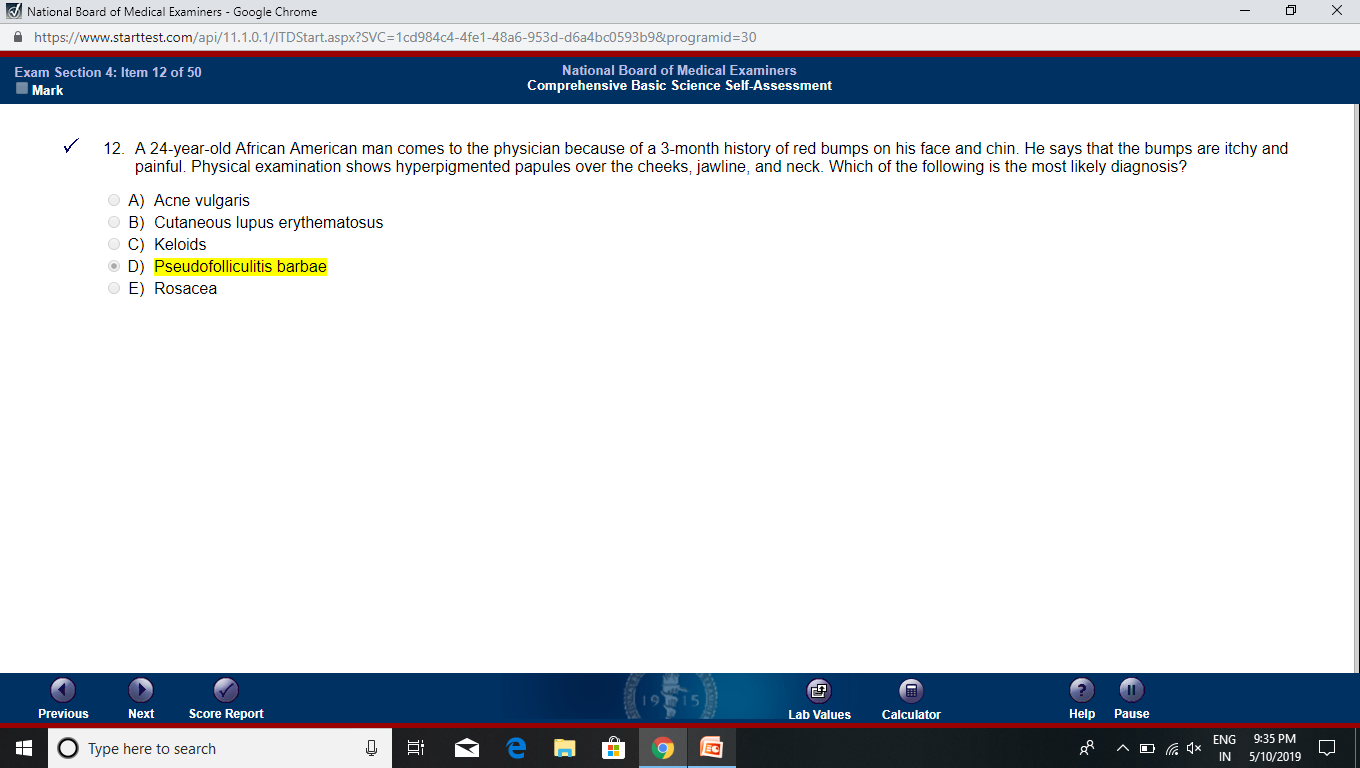 National Board of Medical Examiners - Google Chrome
https://www.starttest.com/api/11.1.0.1/ITDStart.aspx?SVC=1cd984c4-4fe1-48a6-953d-d6a4bc0593b9&programid=30
Exam Section 4: Item 12 of 50
Mark
National Board of Medical Examiners
Comprehensive Basic Science Self-Assessment
12. A 24-year-old African American man comes to the physician because of a 3-month history of red bumps on his face and chin. He says that the bumps are itchy and
painful. Physical examination shows hyperpigmented papules over the cheeks, jawline, and neck. Which of the following is the most likely diagnosis?
A) Acne vulgaris
B) Cutaneous lupus erythematosus
C) Keloids
D) Pseudofolliculitis barbae
E) Rosacea
19 15
Previous Next Score Report Lab Values Calculator Help Pause
Type here to search
ENG
IN
9:35 PM
5/10/2019